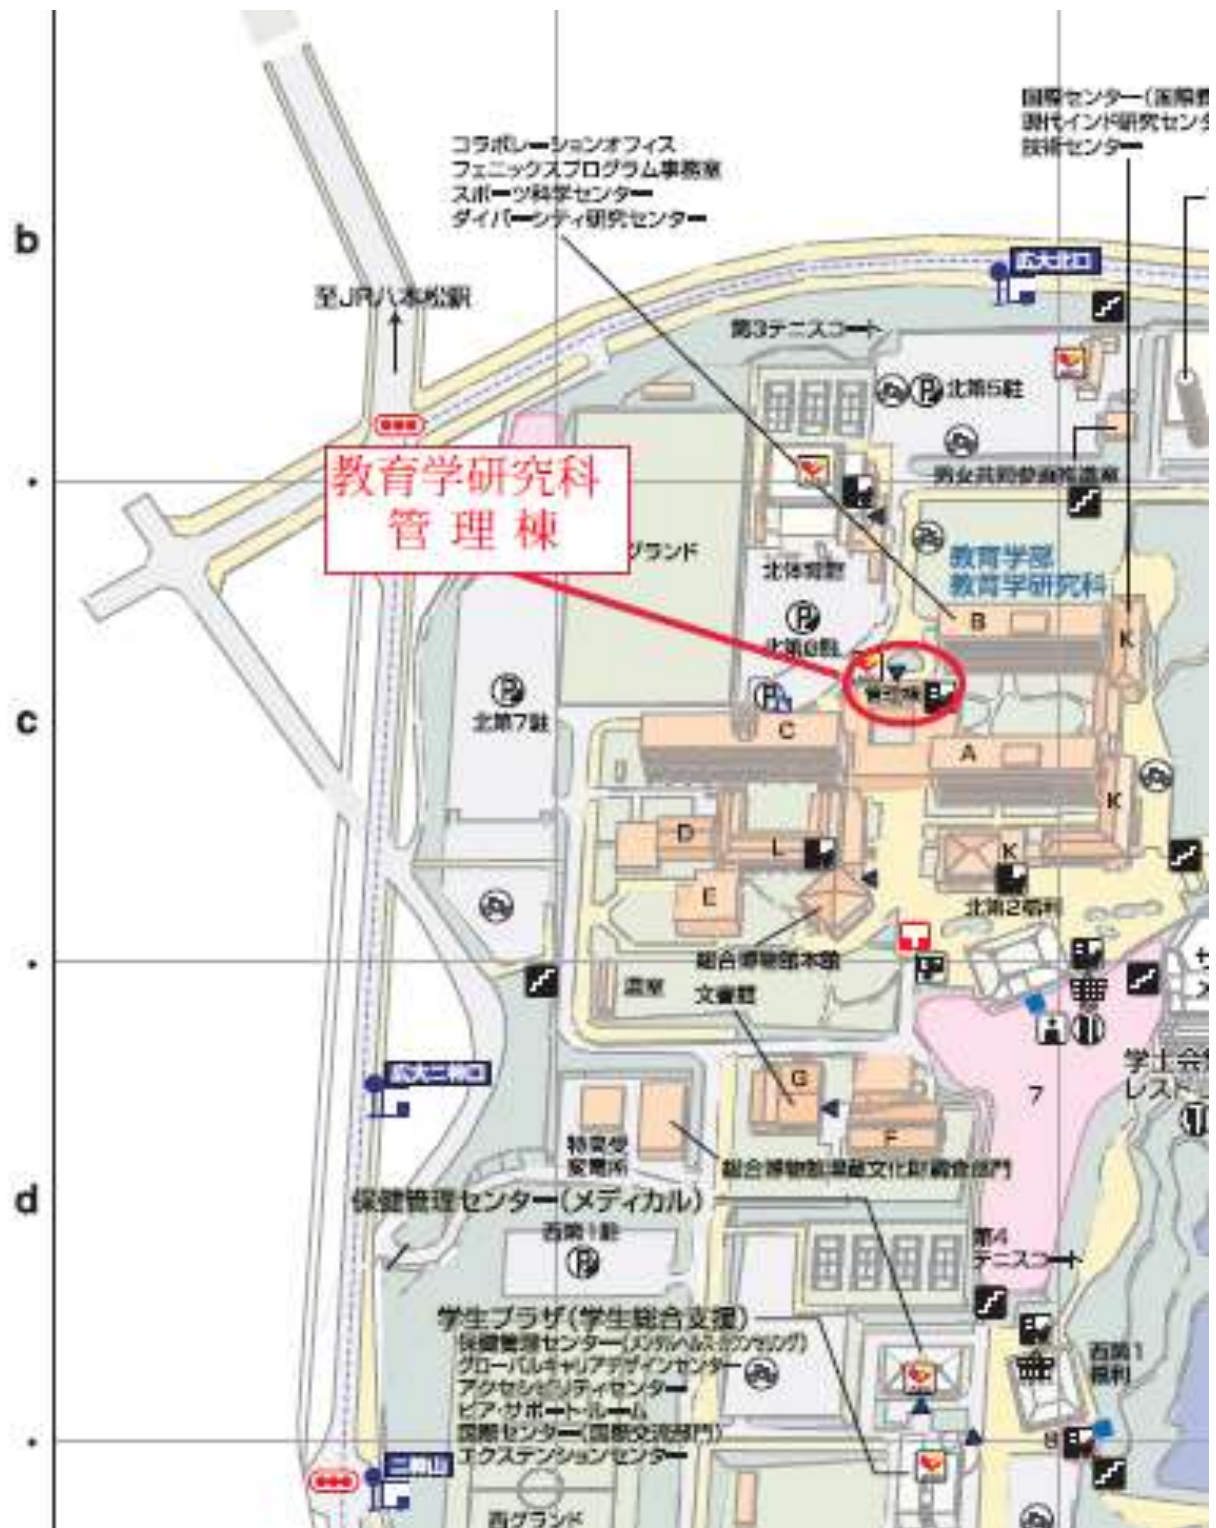 国際センター(国際
現代インド研究センタ
技術センター
コラボレーションオフィス
フェニックスプログラム事務室
スポーツ科学センター
ダイバーシティ研究センター
b
広大北口
至JR八本松駅
第3テニスコート
北第5駐
男女共同参画推進室
教育学研究科
管理棟
グランド
北体育館
教育学部
教育学研究科
B
K
北第6駐
管理棟
北第7駐
c
C
A
K
D
L
K
E
北第2福利
総合博物館本館
温室
文書館
学士会館
レストラン
広大二神口
G
7
F
特高受
変電所
総合博物館埋蔵文化財調査部門
d
保健管理センター(メディカル)
西第1駐
第4
テニスコート
学生プラザ(学生総合支援)
保健管理センター(メンタルヘルス・カウンセリング)
グローバルキャリアデザインセンター
アクセシビリティセンター
ピア・サポート・ルーム
国際センター(国際交流部門)
エクステンションセンター
西第1
福利
8
二神山
西グランド